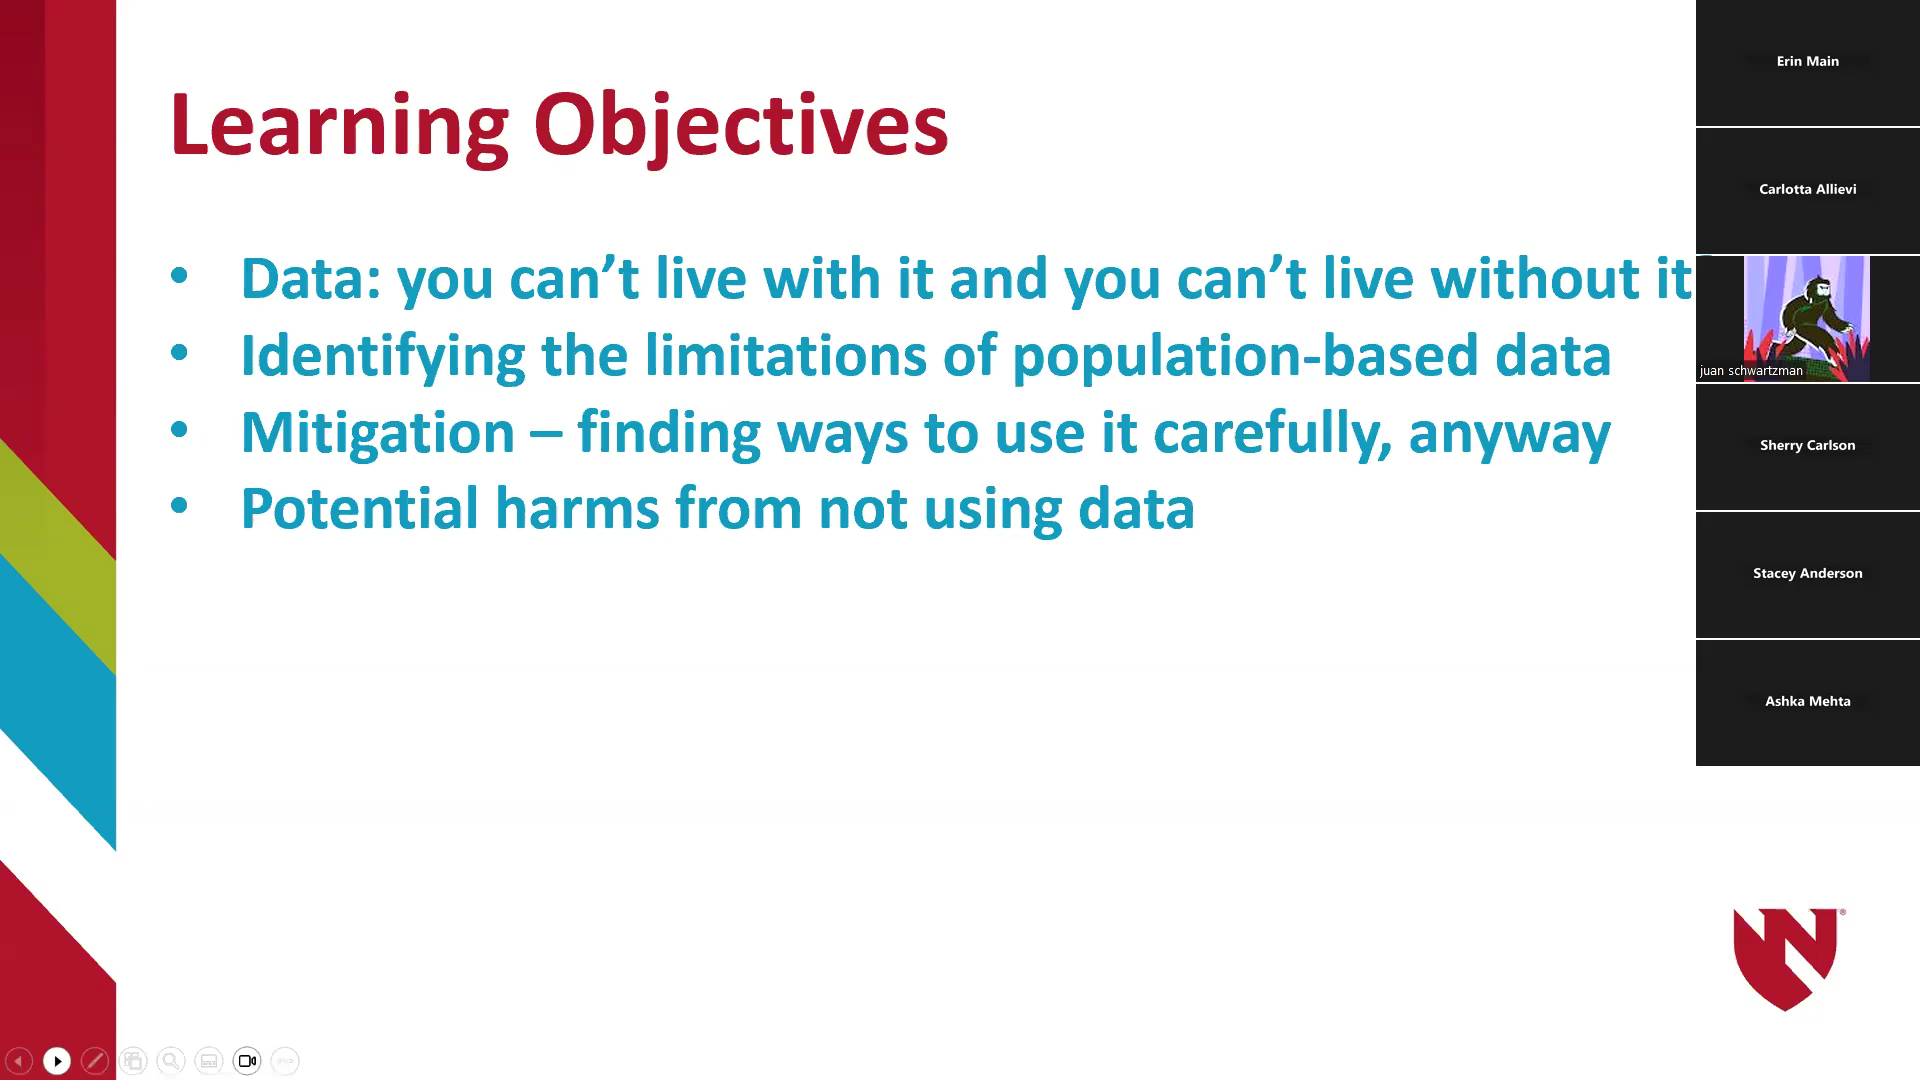 Learning Objectives
• Data: you can’t live with it and you can’t live without it
• Identifying the limitations of population-based data
• Mitigation – finding ways to use it carefully, anyway
• Potential harms from not using data
Erin Main
Carlotta Allievi
juan schwartzman
Sherry Carlson
Stacey Anderson
Ashka Mehta
N
®